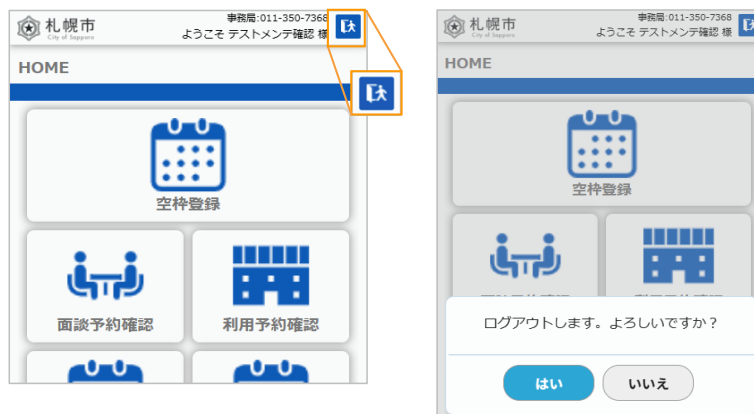 札幌市
City of Sapporo
事務局:011-350-7368
ようこそ テストメンテ確認 様
HOME
空枠登録
面談予約確認
利用予約確認
札幌市
City of Sapporo
事務局:011-350-7368
ようこそ テストメンテ確認 様
HOME
空枠登録
ログアウトします。よろしいですか？
はい
いいえ